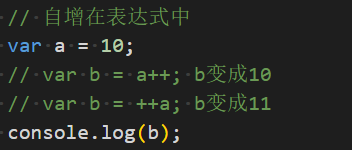 // 自增在表达式中
var a = 10;
// var b = a++; b变成10
// var b = ++a; b变成11
console.log(b);